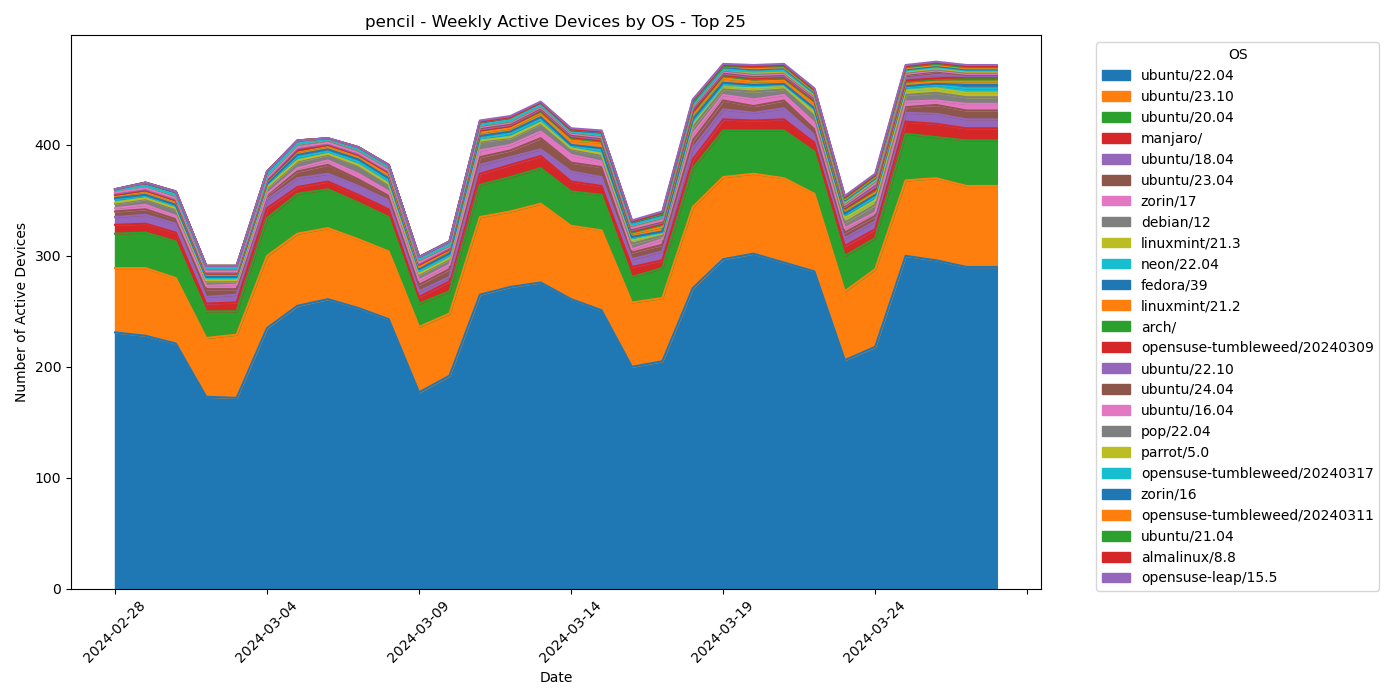 pencil - Weekly Active Devices by OS - Top 25
Number of Active Devices
400
300
200
100
0
2024-02-28
2024-03-04
2024-03-09
2024-03-14
2024-03-19
2024-03-24
Date
OS
ubuntu/22.04
ubuntu/23.10
ubuntu/20.04
manjaro/
ubuntu/18.04
ubuntu/23.04
zorin/17
debian/12
linuxmint/21.3
neon/22.04
fedora/39
linuxmint/21.2
arch/
opensuse-tumbleweed/20240309
ubuntu/22.10
ubuntu/24.04
ubuntu/16.04
pop/22.04
parrot/5.0
opensuse-tumbleweed/20240317
zorin/16
opensuse-tumbleweed/20240311
ubuntu/21.04
almalinux/8.8
opensuse-leap/15.5